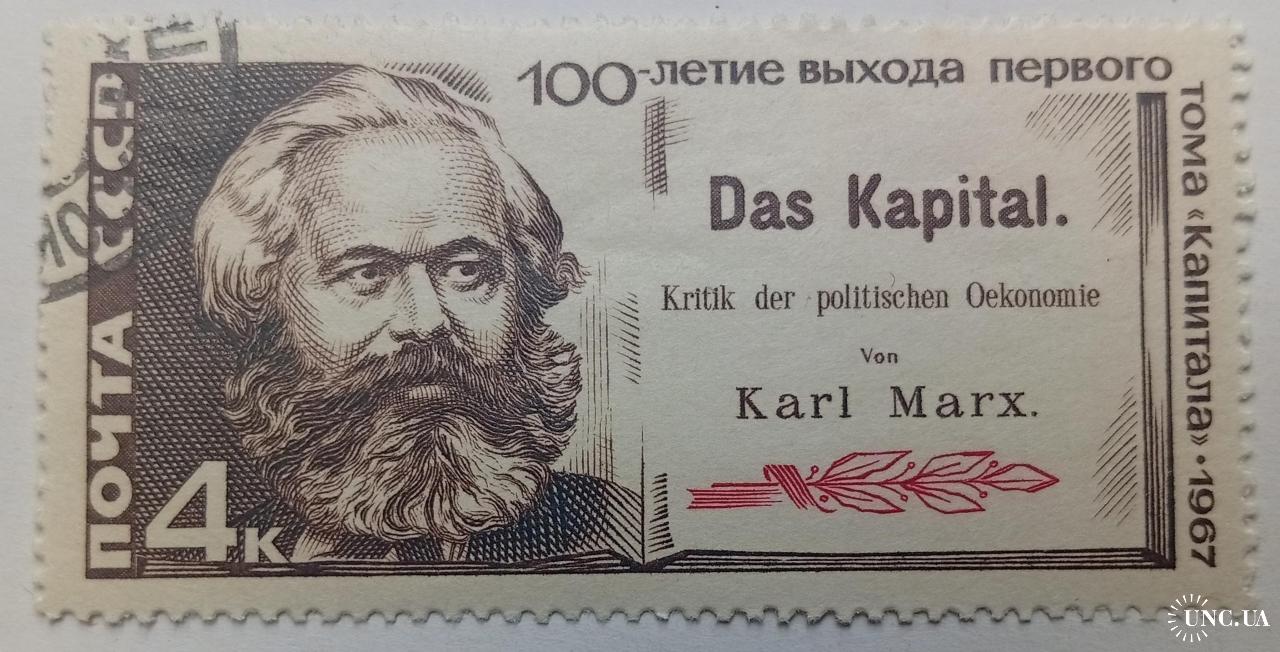 100-летие выхода первого
тома «Капитала»·1967
ПОЧТА СССР
4к
Das Kapital.
Kritik der politischen Oekonomie
Von
Karl Marx.
UNC.UA